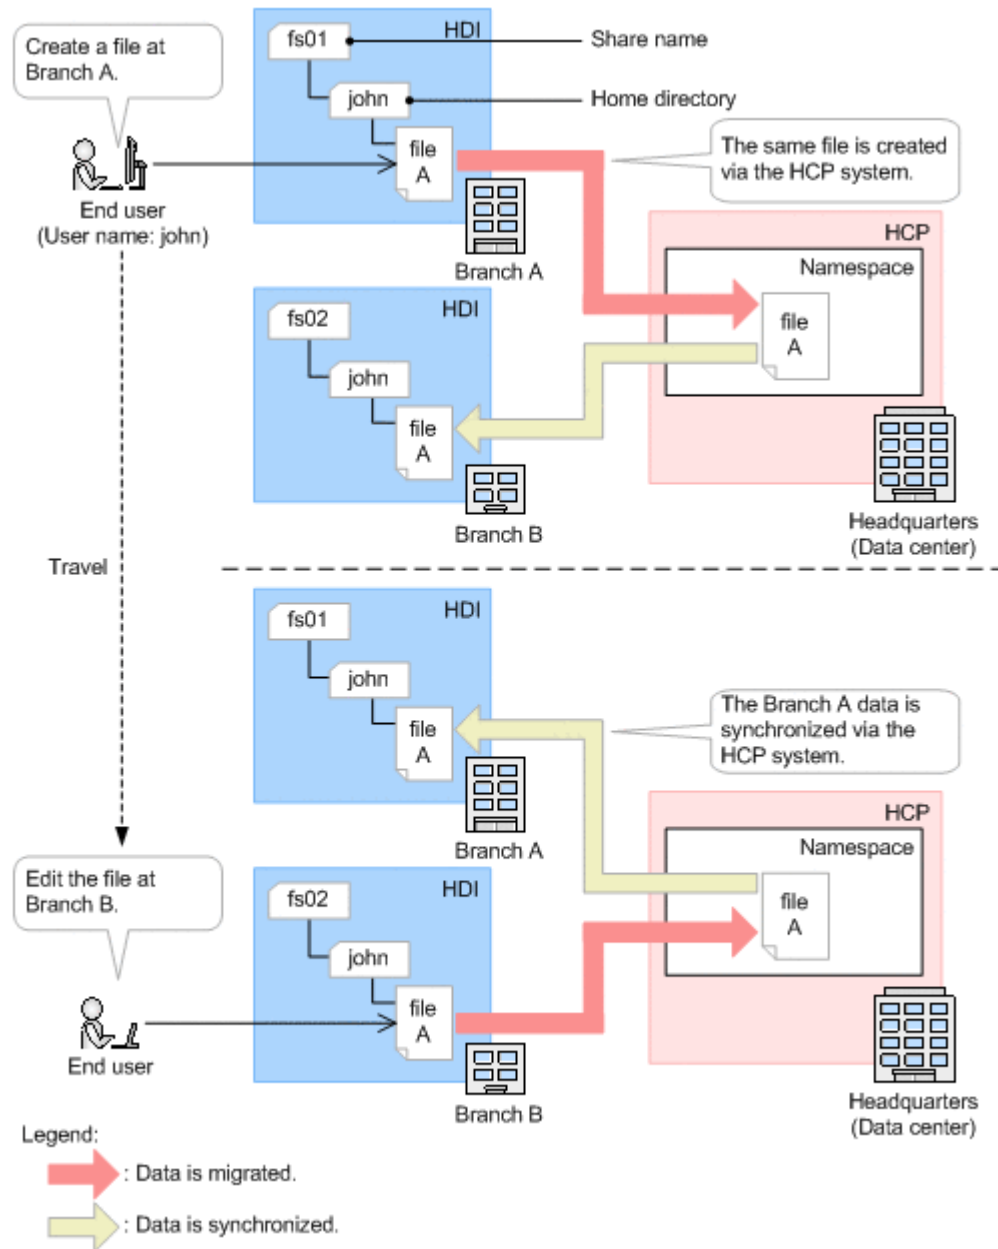 Create a file at
Branch A.
HDI
fs01
Share name
john
Home directory
file
A
The same file is created
via the HCP system.
End user
(User name: john)
Branch A
HCP
Namespace
file
A
HDI
fs02
john
file
A
Branch B
Headquarters
(Data center)
Travel
HDI
fs01
john
file
A
The Branch A data is
synchronized via the
HCP system.
Branch A
HCP
Namespace
file
A
Edit the file at
Branch B.
HDI
fs02
john
file
A
End user
Branch B
Headquarters
(Data center)
Legend:
: Data is migrated.
: Data is synchronized.